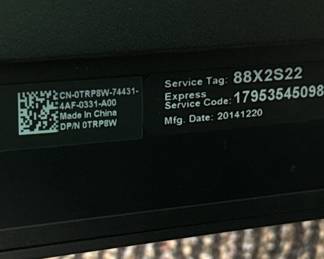 CN-0TRP8W-74431-
4AF-0331-A00
Made in China
DP/N 0TRP8W
Service Tag: 88X2S22
Express
Service Code: 17953545098
Mfg. Date: 20141220